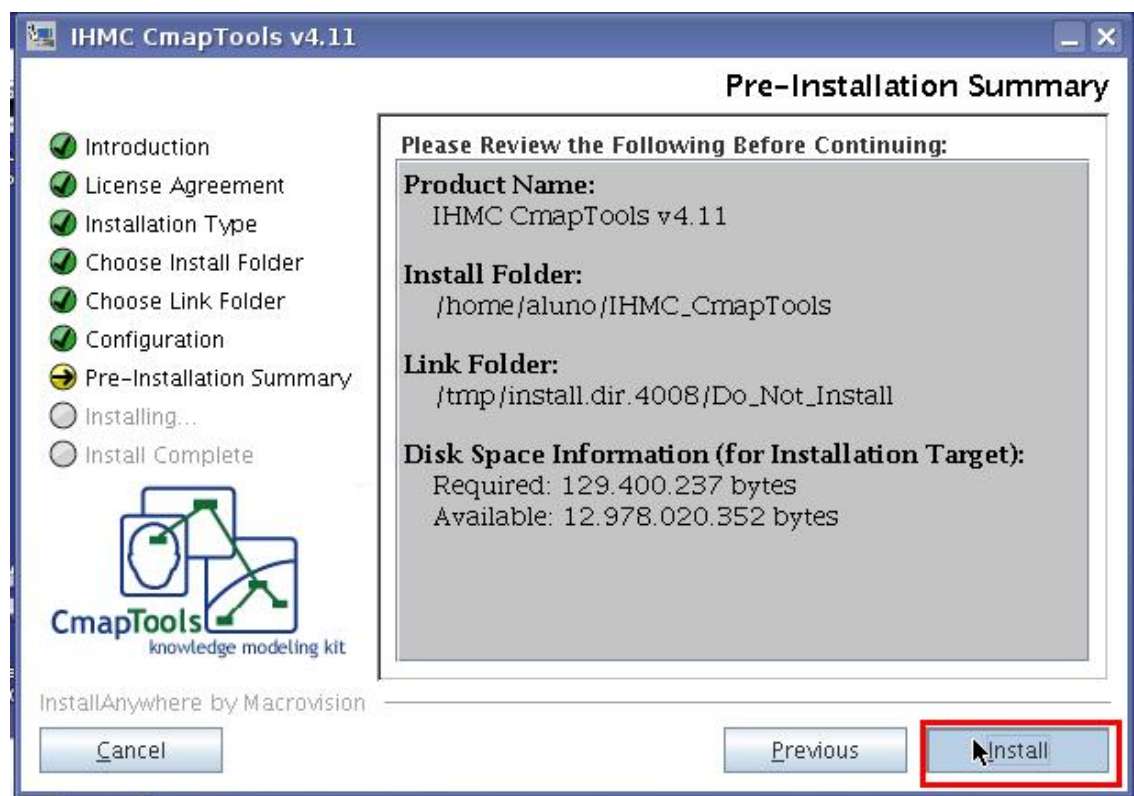 IHMC CmapTools v4.11
Pre-Installation Summary
Introduction
License Agreement
Installation Type
Choose Install Folder
Choose Link Folder
Configuration
Pre-Installation Summary
Installing...
Install Complete
CmapTools
knowledge modeling kit
Please Review the Following Before Continuing:
Product Name:
IHMC CmapTools v4.11
Install Folder:
/home/aluno/IHMC_CmapTools
Link Folder:
/tmp/install.dir.4008/Do_Not_Install
Disk Space Information (for Installation Target):
Required: 129.400.237 bytes
Available: 12.978.020.352 bytes
InstallAnywhere by Macrovision
Cancel
Previous
Install